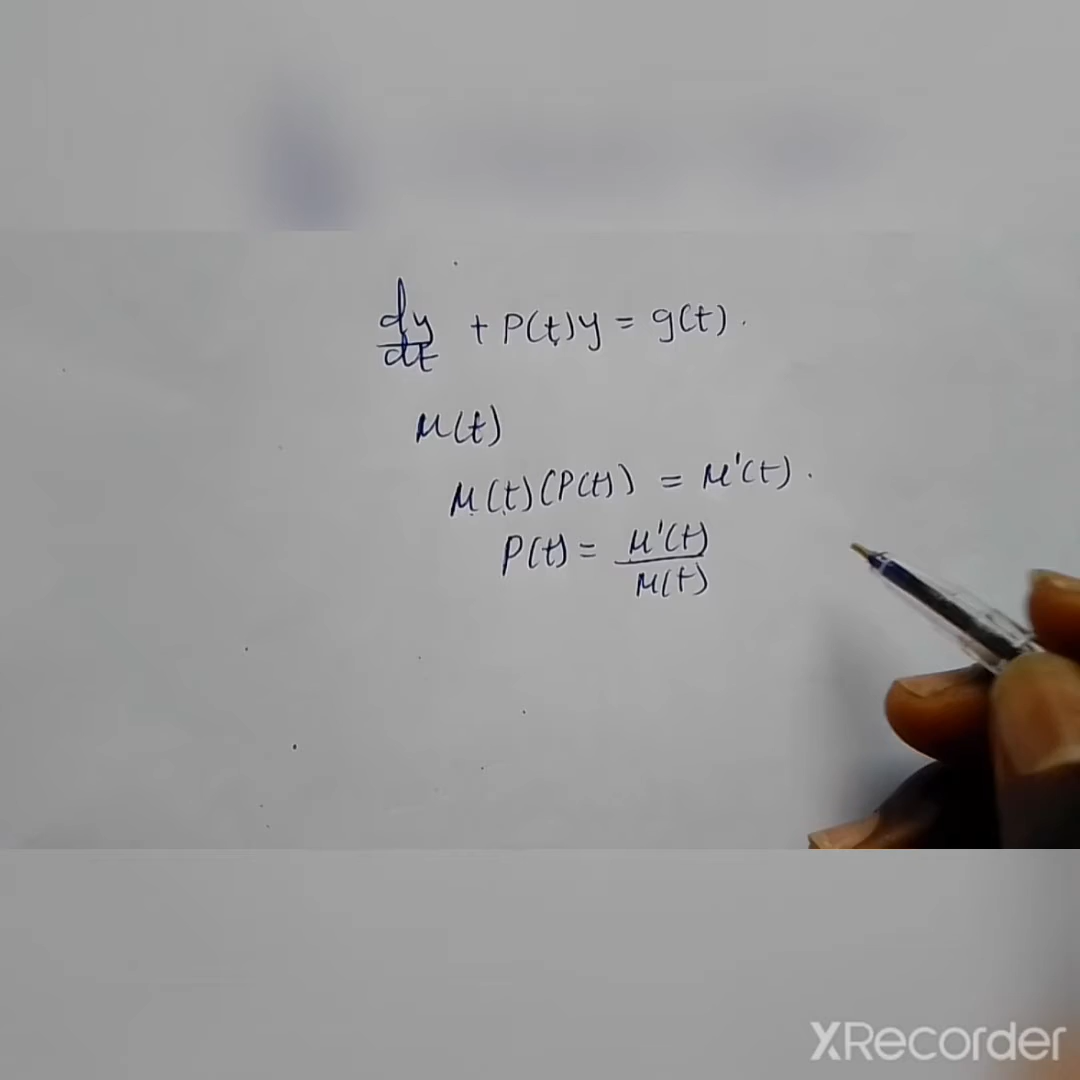 dy/dt + P(t)y = g(t).
μ(t)
μ(t)(P(t)) = μ'(t).
P(t) = μ'(t)/μ(t)
XRecorder